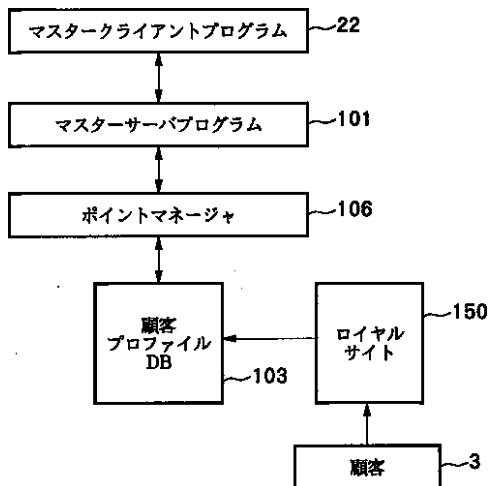 マスタークライアントプログラム 22
マスターサーバプログラム 101
ポイントマネージャ 106
顧客
プロファイル
DB
103
ロイヤル
サイト
150
顧客 3